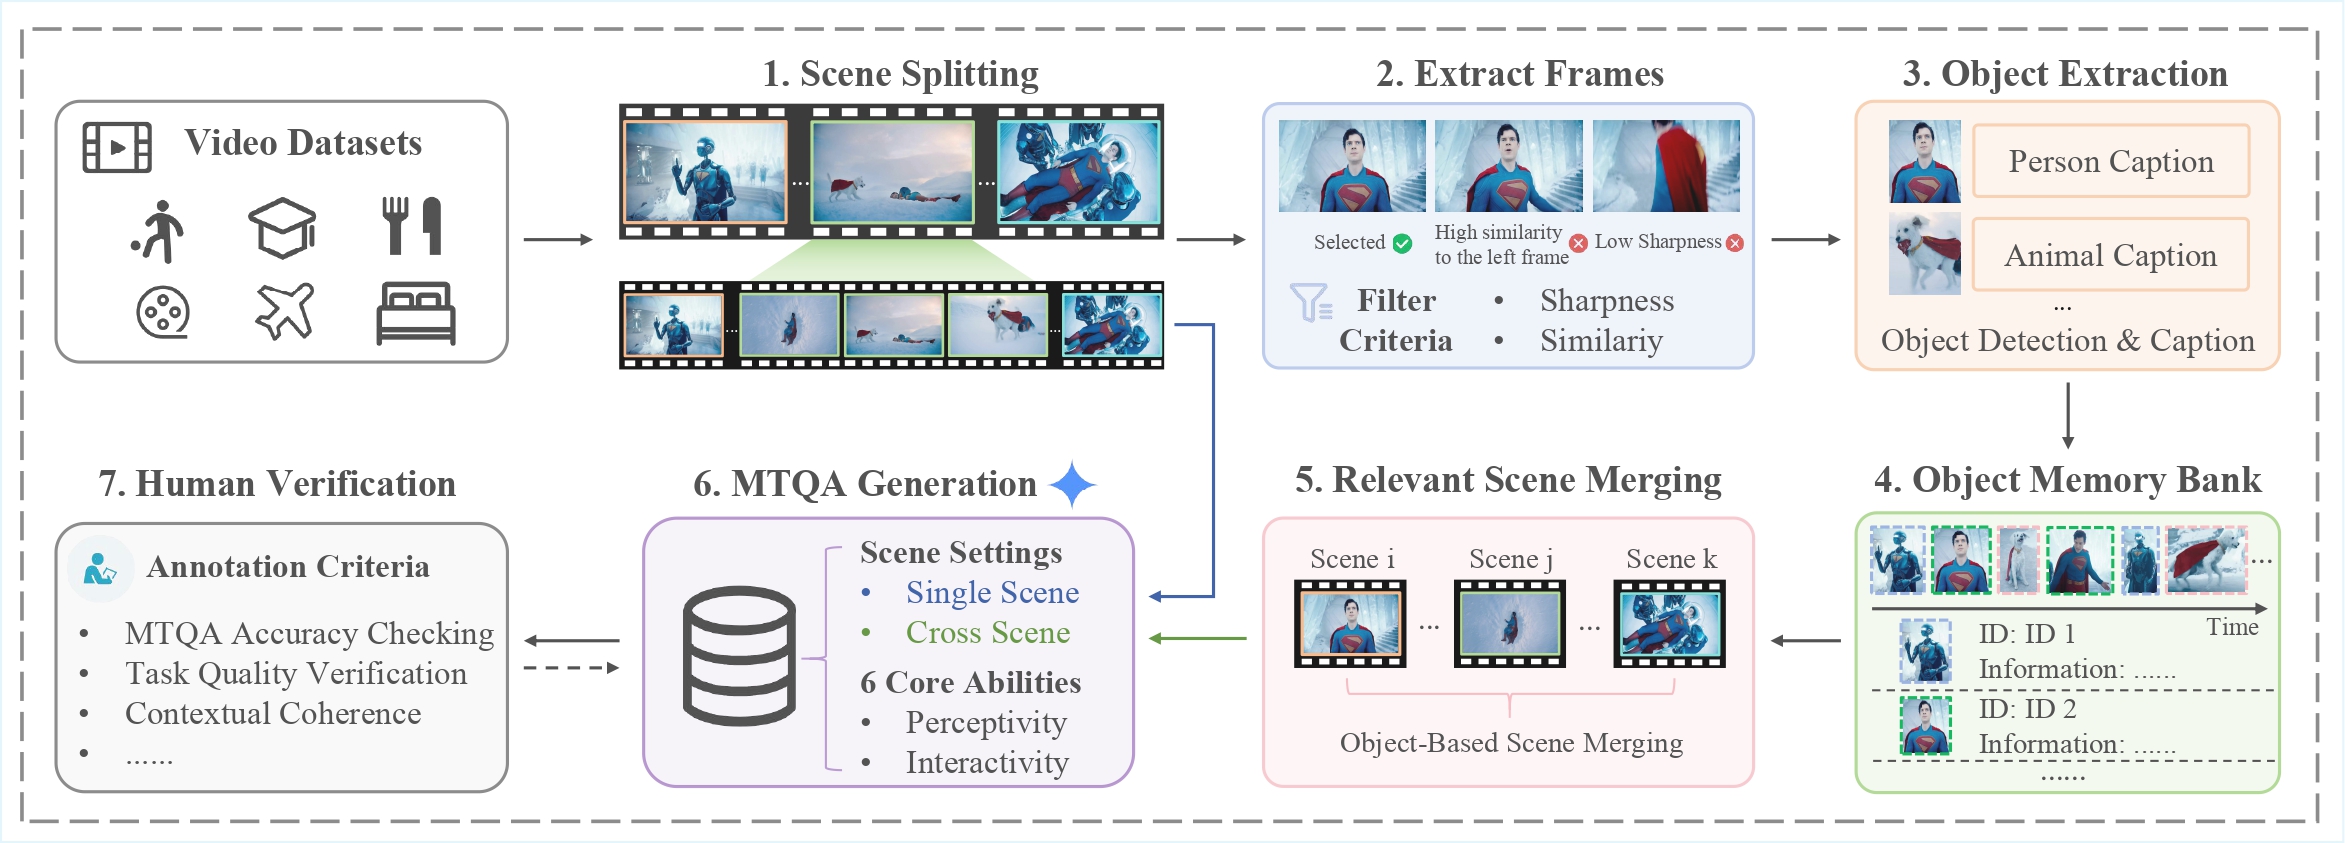 Video Datasets
1. Scene Splitting
...
...
...
...
2. Extract Frames
Selected
High similarity
to the left frame
Low Sharpness
Filter
Criteria
• Sharpness
• Similariy
3. Object Extraction
Person Caption
Animal Caption
...
Object Detection & Caption
4. Object Memory Bank
...
Time
ID: ID 1
Information: ......
ID: ID 2
Information: ......
......
5. Relevant Scene Merging
Scene i
Scene j
Scene k
...
...
Object-Based Scene Merging
6. MTQA Generation
Scene Settings
• Single Scene
• Cross Scene
6 Core Abilities
• Perceptivity
• Interactivity
7. Human Verification
Annotation Criteria
• MTQA Accuracy Checking
• Task Quality Verification
• Contextual Coherence
• ......